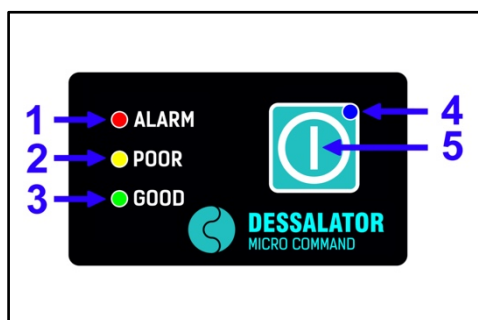 1 ALARM 4
2 POOR 5
3 GOOD
DESSALATOR
MICRO COMMAND